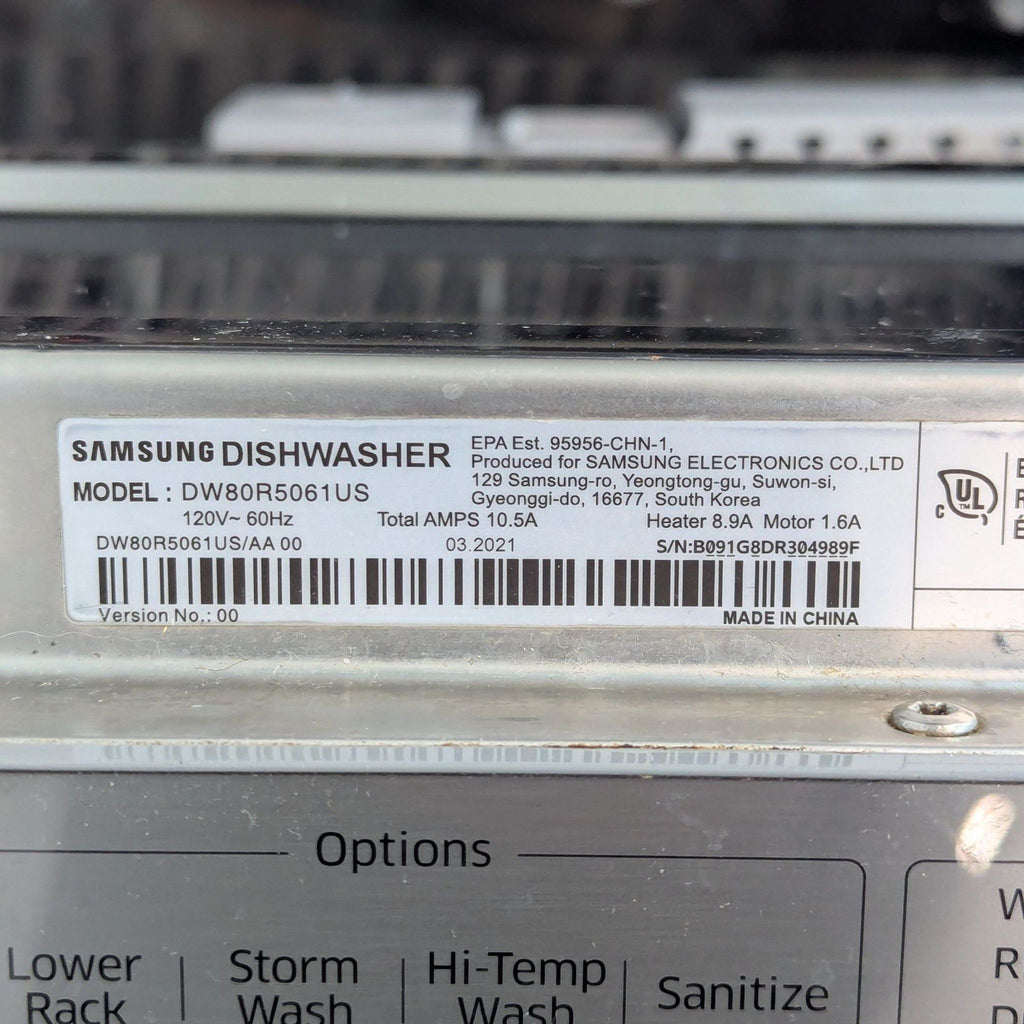 SAMSUNG DISHWASHER
MODEL : DW80R5061US
EPA Est. 95956-CHN-1,
Produced for SAMSUNG ELECTRONICS CO.,LTD
129 Samsung-ro, Yeongtong-gu, Suwon-si,
Gyeonggi-do, 16677, South Korea
120V~ 60Hz Total AMPS 10.5A Heater 8.9A Motor 1.6A
DW80R5061US/AA 00 03.2021 S/N:B091G8DR304989F
Version No.: 00 MADE IN CHINA
c UL TM
Options
Lower Rack
Storm Wash
Hi-Temp Wash
Sanitize